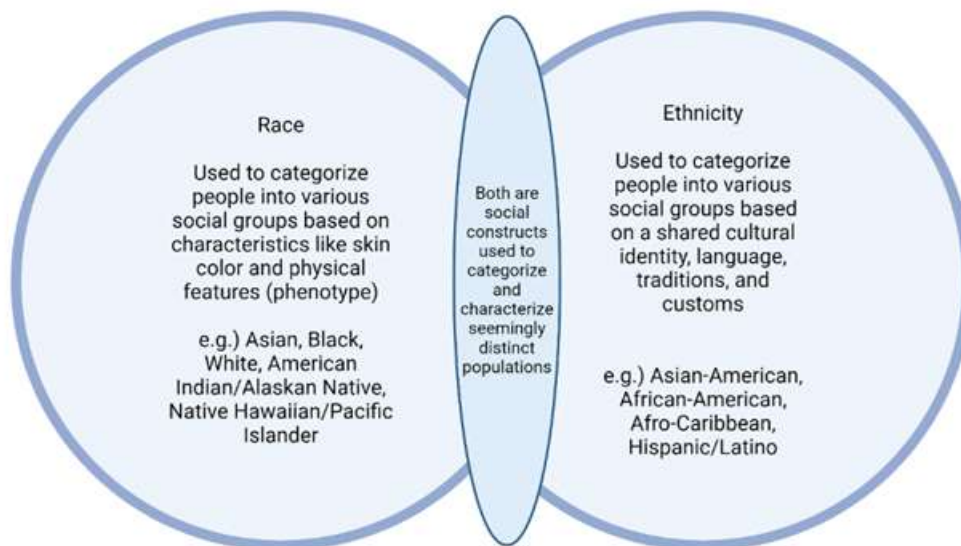 Race
Used to categorize
people into various
social groups based on
characteristics like skin
color and physical
features (phenotype)
e.g.) Asian, Black,
White, American
Indian/Alaskan Native,
Native Hawaiian/Pacific
Islander
Both are
social
constructs
used to
categorize
and
characterize
seemingly
distinct
populations
Ethnicity
Used to categorize
people into various
social groups based
on a shared cultural
identity, language,
traditions, and
customs
e.g.) Asian-American,
African-American,
Afro-Caribbean,
Hispanic/Latino